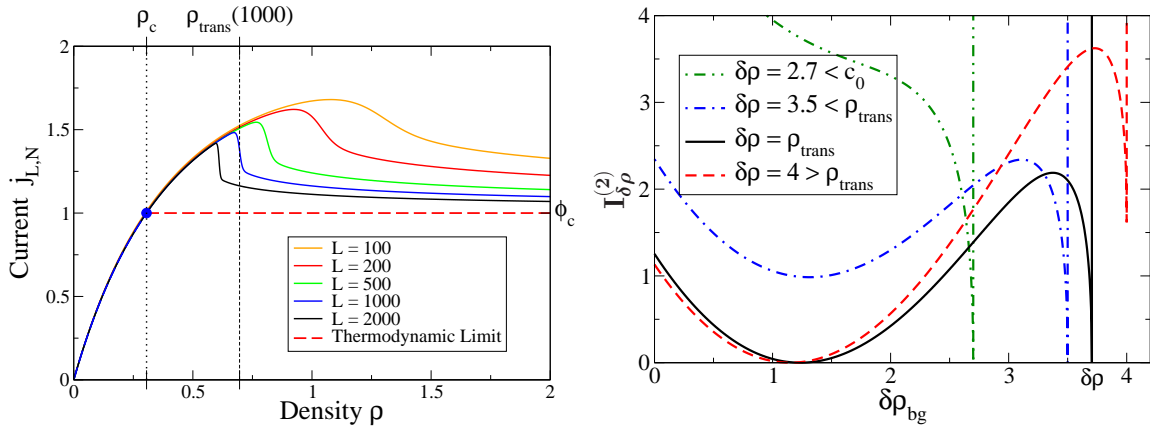 ρc ρtrans(1000)
2
1.5
1
0.5
0
Current jL,N
ϕc
L = 100
L = 200
L = 500
L = 1000
L = 2000
Thermodynamic Limit
0 0.5 1 1.5 2
Density ρ
4
3
2
1
0
I(2)δρ
δρ = 2.7 < c0
δρ = 3.5 < ρtrans
δρ = ρtrans
δρ = 4 > ρtrans
0 1 2 3 δρ 4
δρbg